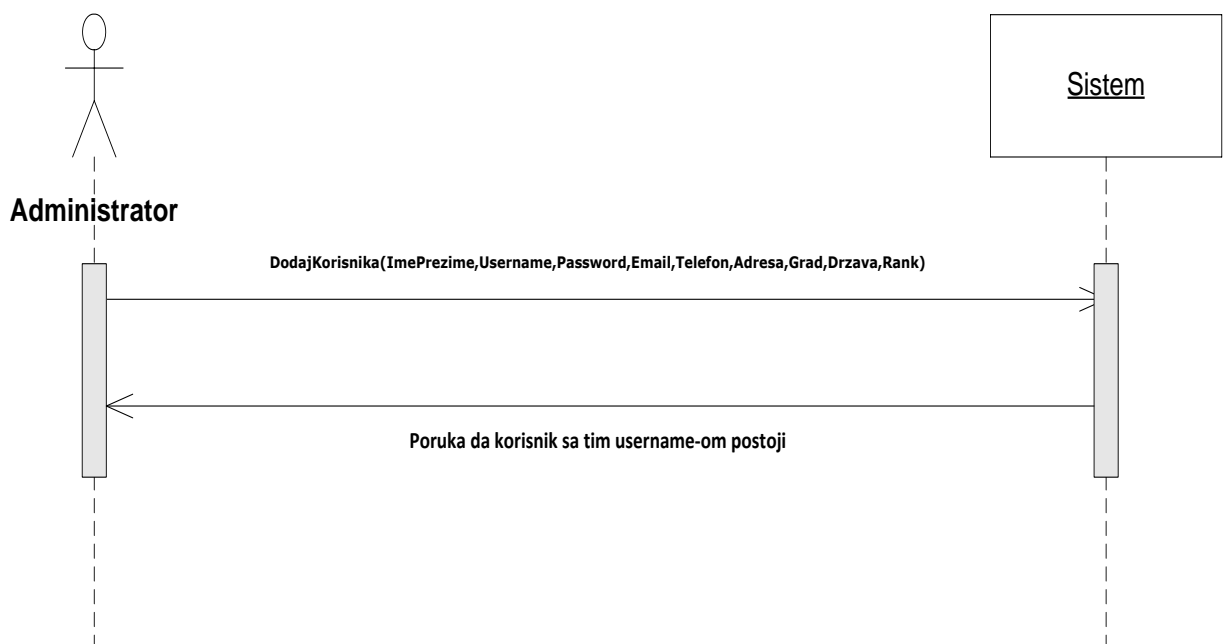 Sistem
Administrator
DodajKorisnika(ImePrezime,Username,Password,Email,Telefon,Adresa,Grad,Drzava,Rank)
Poruka da korisnik sa tim username-om postoji